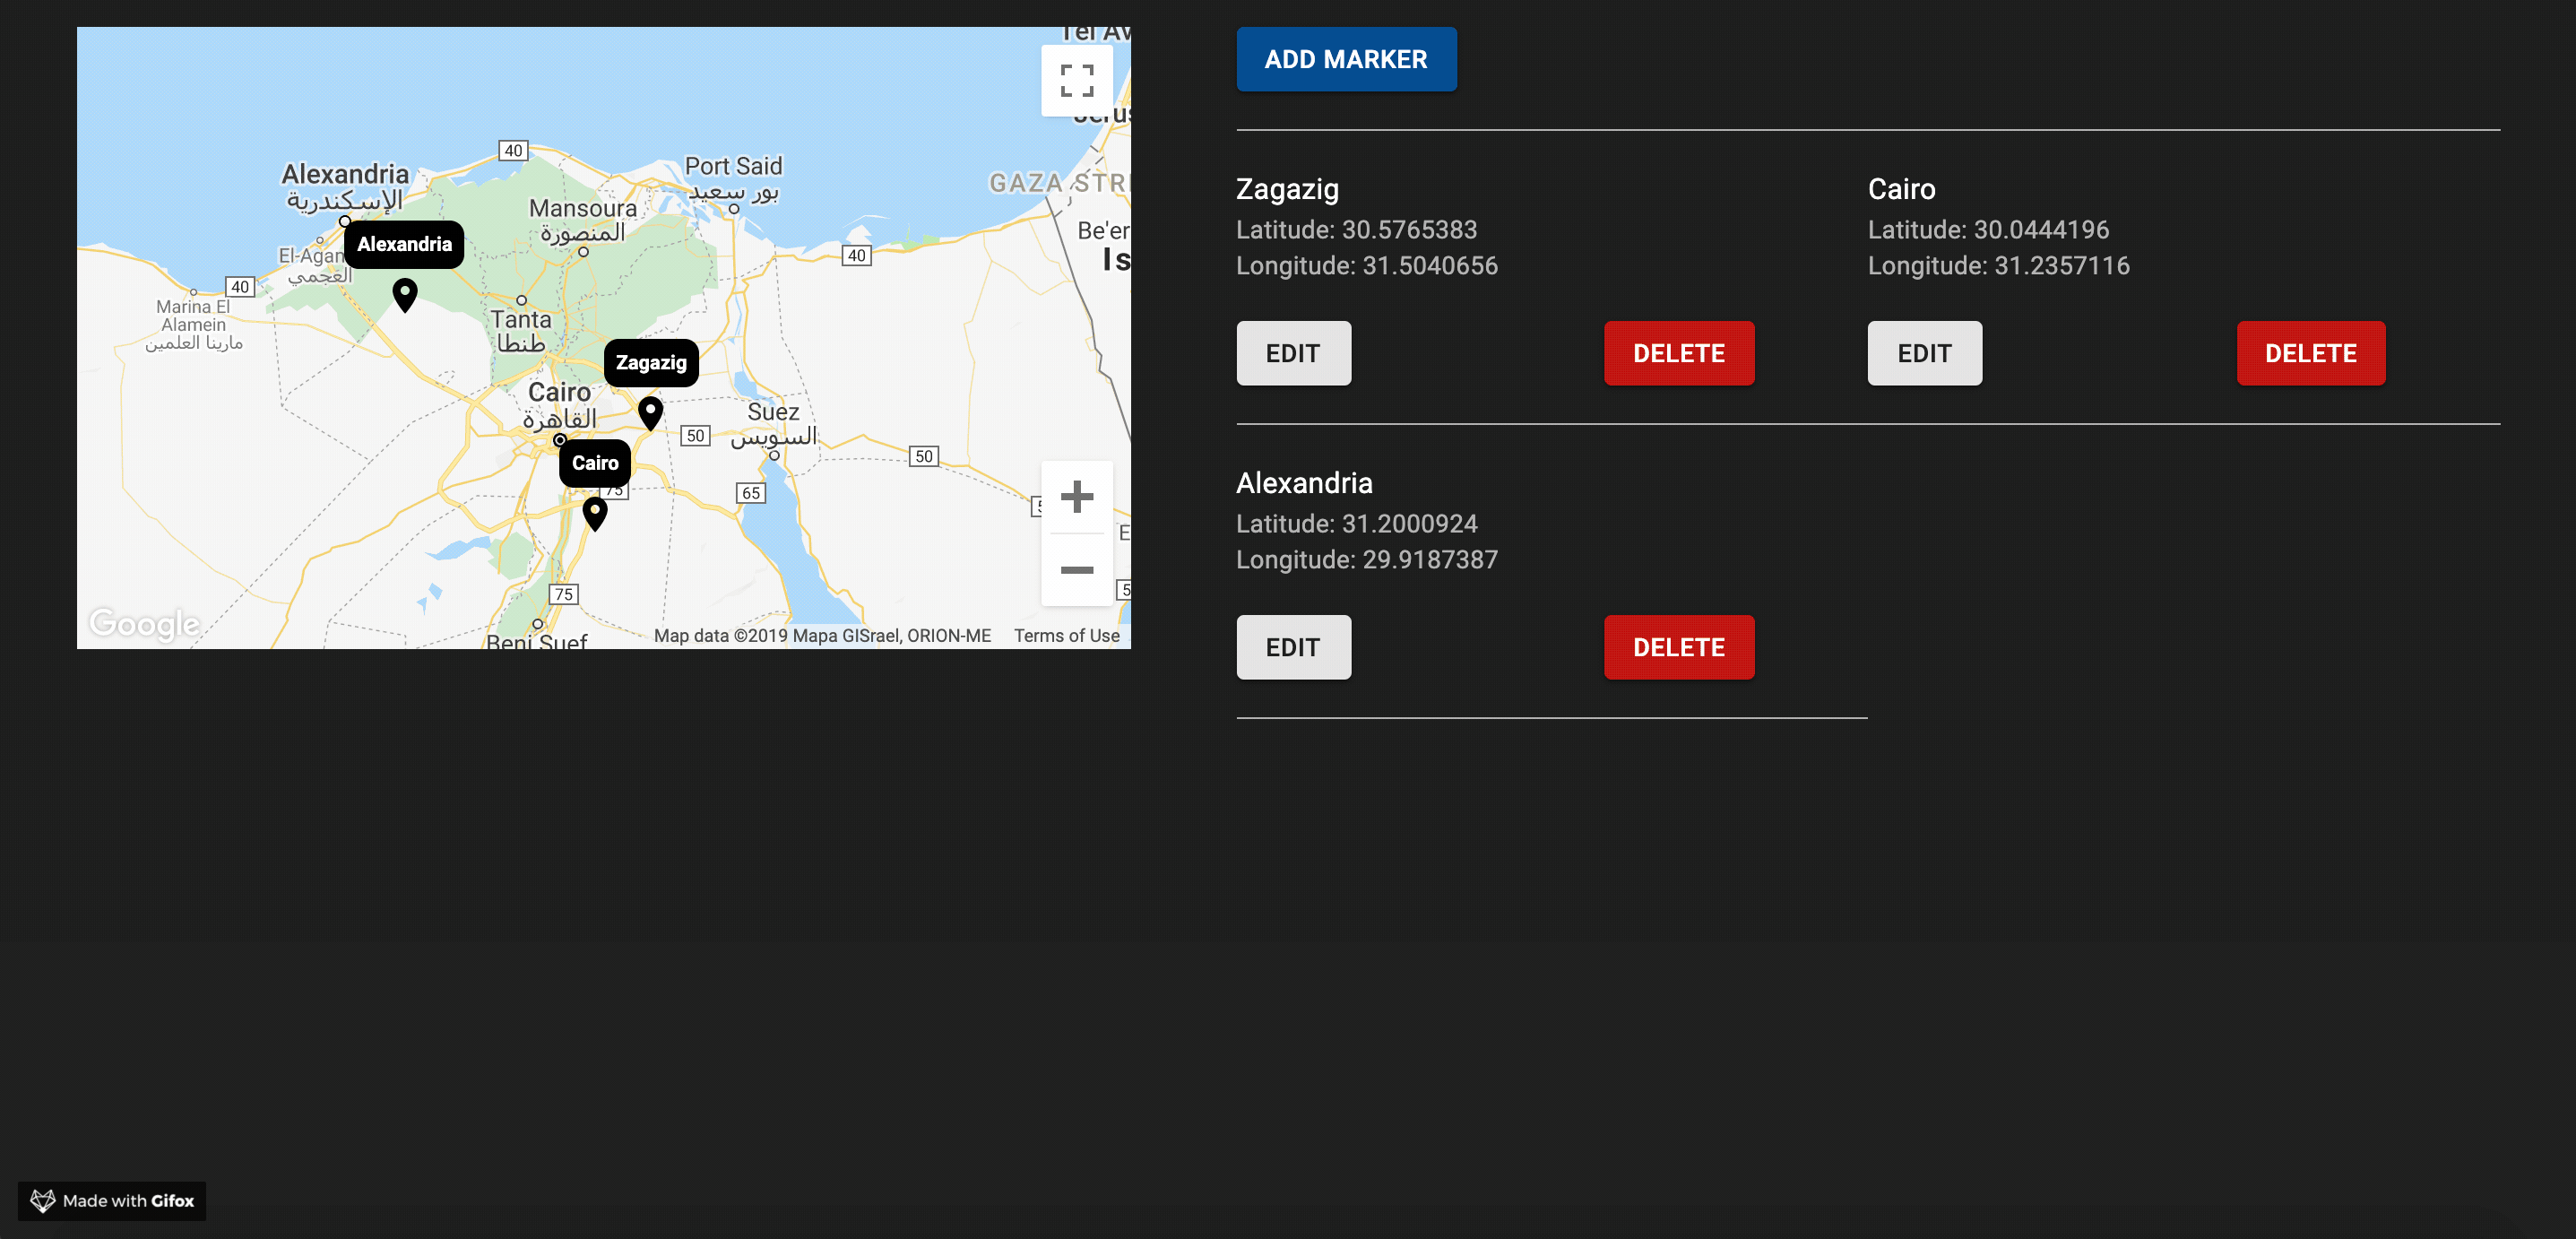 Tel Av
Jerus
40
Alexandria
الإسكندرية
Port Said
بور سعيد
GAZA STRI
Mansoura
المنصورة
Alexandria
Be'er
Is
40
El-Agan
العجمي
40
Marina El
Alamein
مارينا العلمين
Tanta
طنطا
Zagazig
Cairo
القاهرة
Suez
السويس
50
50
Cairo
75
65
5
E
75
5
Beni Suef
Google
Map data ©2019 Mapa GISrael, ORION-ME
Terms of Use
ADD MARKER
Zagazig
Latitude: 30.5765383
Longitude: 31.5040656
EDIT
DELETE
Cairo
Latitude: 30.0444196
Longitude: 31.2357116
EDIT
DELETE
Alexandria
Latitude: 31.2000924
Longitude: 29.9187387
EDIT
DELETE
Made with Gifox